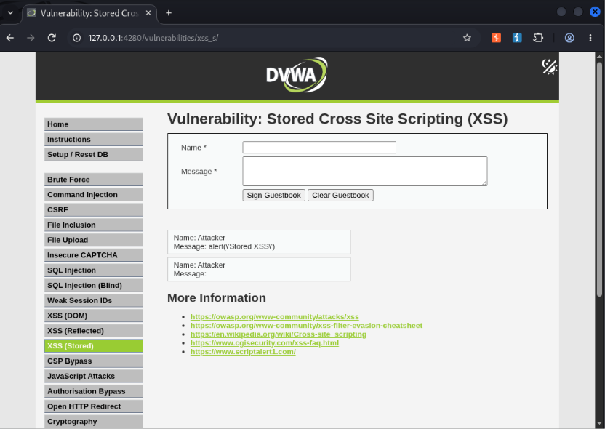 Vulnerability: Stored Cros
127.0.0.1:4280/vulnerabilities/xss_s/
DVWA
Home
Instructions
Setup / Reset DB
Brute Force
Command Injection
CSRF
File Inclusion
File Upload
Insecure CAPTCHA
SQL Injection
SQL Injection (Blind)
Weak Session IDs
XSS (DOM)
XSS (Reflected)
XSS (Stored)
CSP Bypass
JavaScript Attacks
Authorisation Bypass
Open HTTP Redirect
Cryptography
Vulnerability: Stored Cross Site Scripting (XSS)
Name *
Message *
Sign Guestbook Clear Guestbook
Name: Attacker
Message: alert(\'Stored XSS\')
Name: Attacker
Message:
More Information
https://owasp.org/www-community/attacks/xss
https://owasp.org/www-community/xss-filter-evasion-cheatsheet
https://en.wikipedia.org/wiki/Cross-site_scripting
https://www.cgisecurity.com/xss-faq.html
https://www.scriptalert1.com/